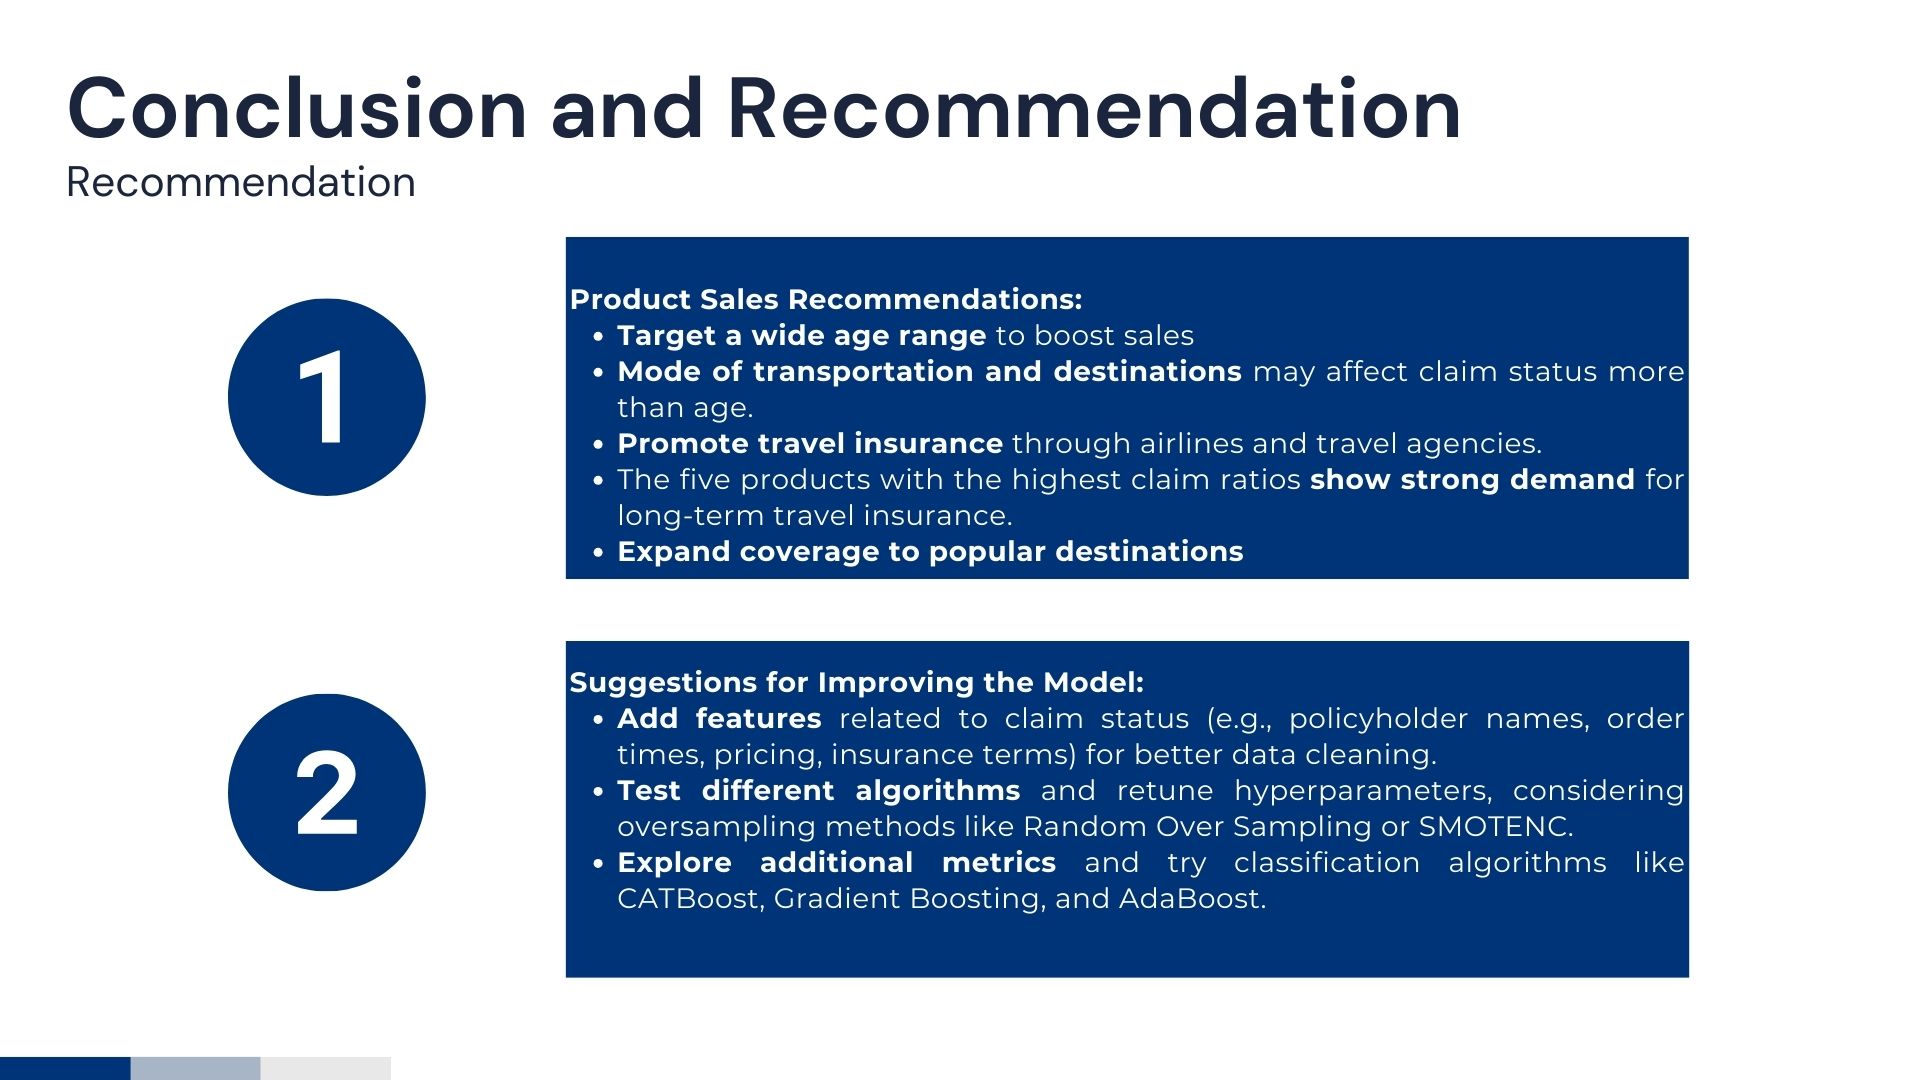 Conclusion and Recommendation
Recommendation
1
Product Sales Recommendations:
• Target a wide age range to boost sales
• Mode of transportation and destinations may affect claim status more
than age.
• Promote travel insurance through airlines and travel agencies.
• The five products with the highest claim ratios show strong demand for
long-term travel insurance.
• Expand coverage to popular destinations
2
Suggestions for Improving the Model:
• Add features related to claim status (e.g., policyholder names, order
times, pricing, insurance terms) for better data cleaning.
• Test different algorithms and retune hyperparameters, considering
oversampling methods like Random Over Sampling or SMOTENC.
• Explore additional metrics and try classification algorithms like
CATBoost, Gradient Boosting, and AdaBoost.